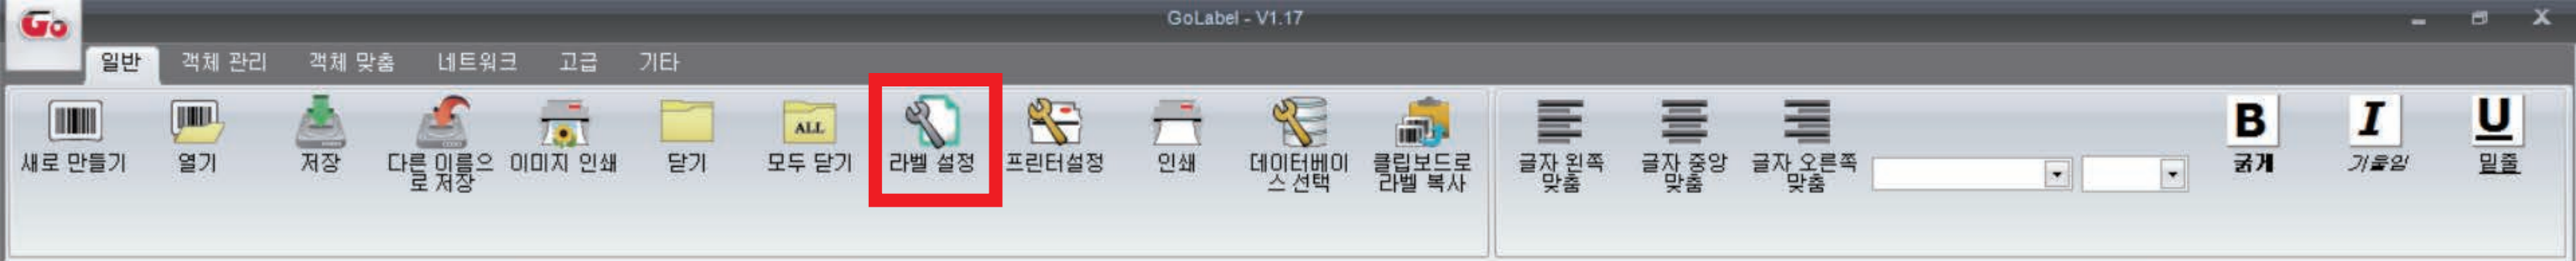 Go
GoLabel - V1.17
일반 객체 관리 객체 맞춤 네트워크 고급 기타
새로 만들기
열기
저장
다른 이름으
로 저장
이미지 인쇄
닫기
ALL
모두 닫기
라벨 설정
프린터설정
인쇄
데이터베이
스 선택
클립보드로
라벨 복사
글자 왼쪽
맞춤
글자 중앙
맞춤
글자 오른쪽
맞춤
B
굵게
I
기울임
U
밑줄